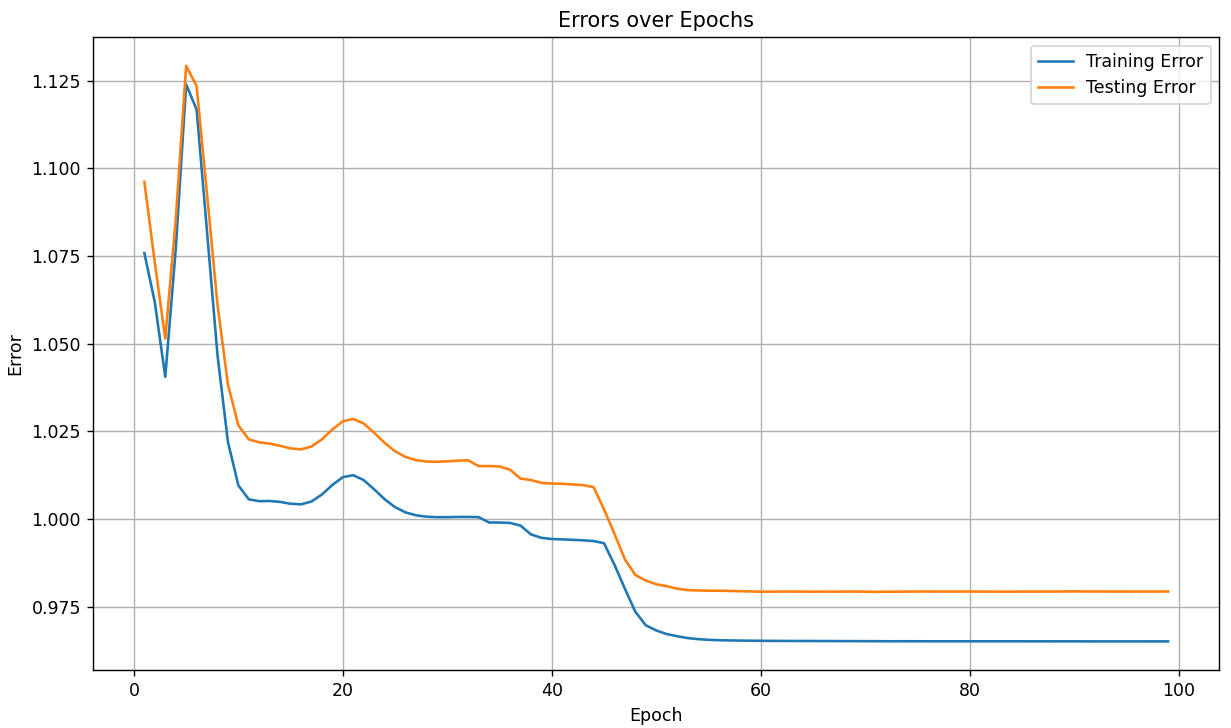 Errors over Epochs
Training Error
Testing Error
1.125
1.100
1.075
1.050
1.025
1.000
0.975
Error
0 20 40 60 80 100
Epoch